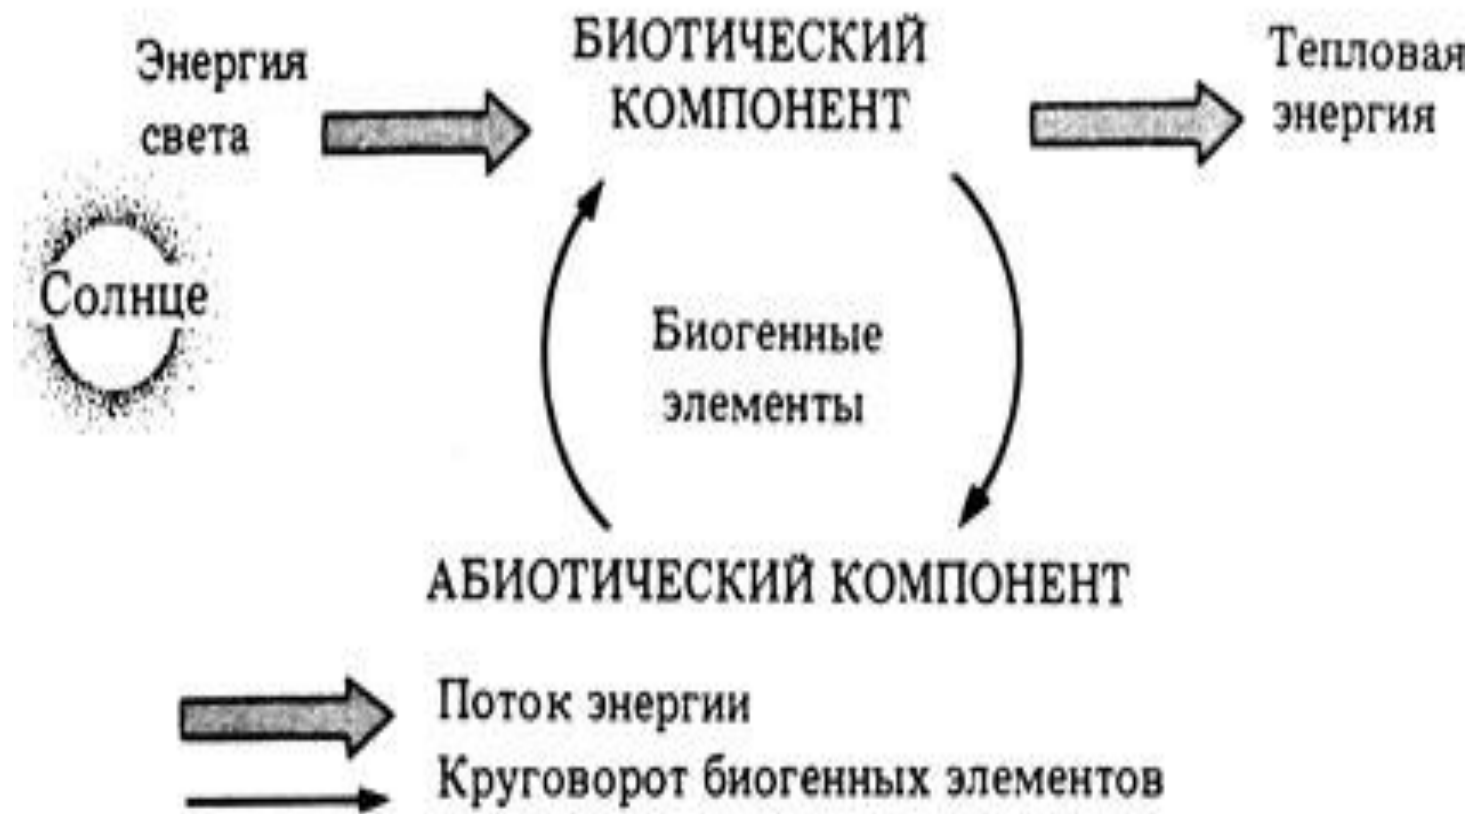 Энергия
света
БИОТИЧЕСКИЙ
КОМПОНЕНТ
Тепловая
энергия
Солнце
Биогенные
элементы
АБИОТИЧЕСКИЙ КОМПОНЕНТ
Поток энергии
Круговорот биогенных элементов